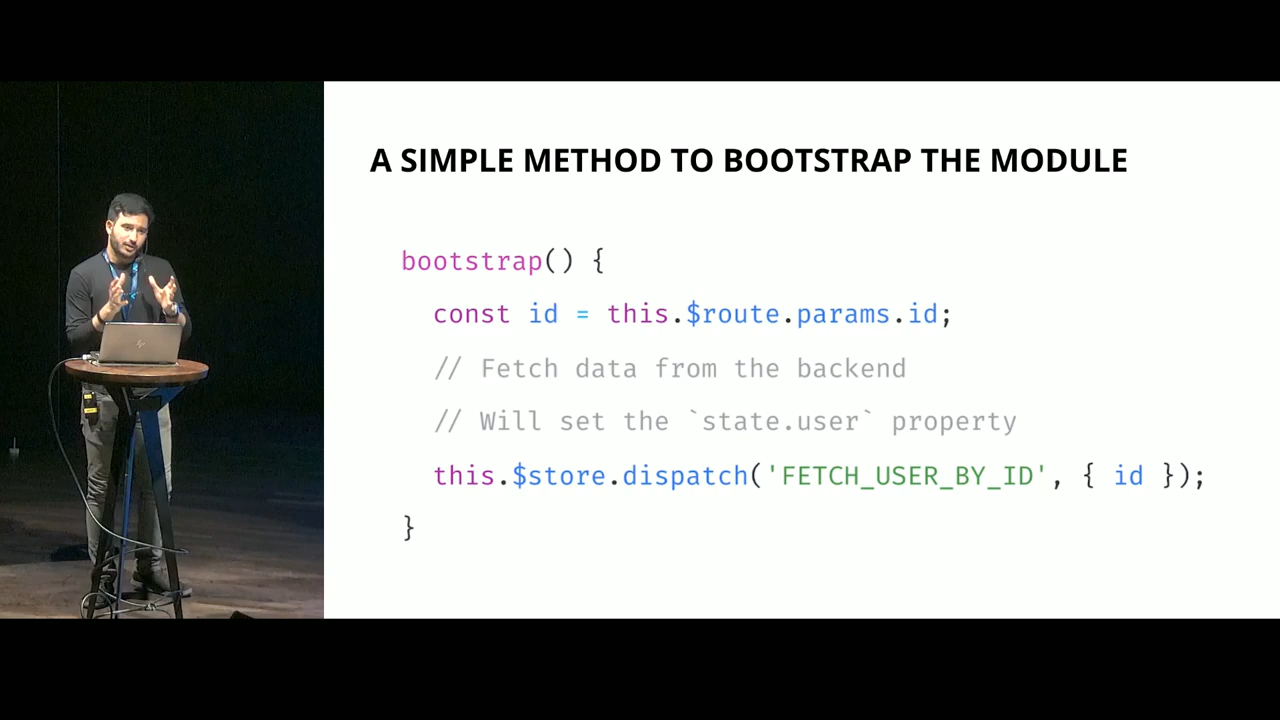 A SIMPLE METHOD TO BOOTSTRAP THE MODULE
bootstrap() {
const id = this.$route.params.id;
// Fetch data from the backend
// Will set the `state.user` property
this.$store.dispatch('FETCH_USER_BY_ID', { id });
}